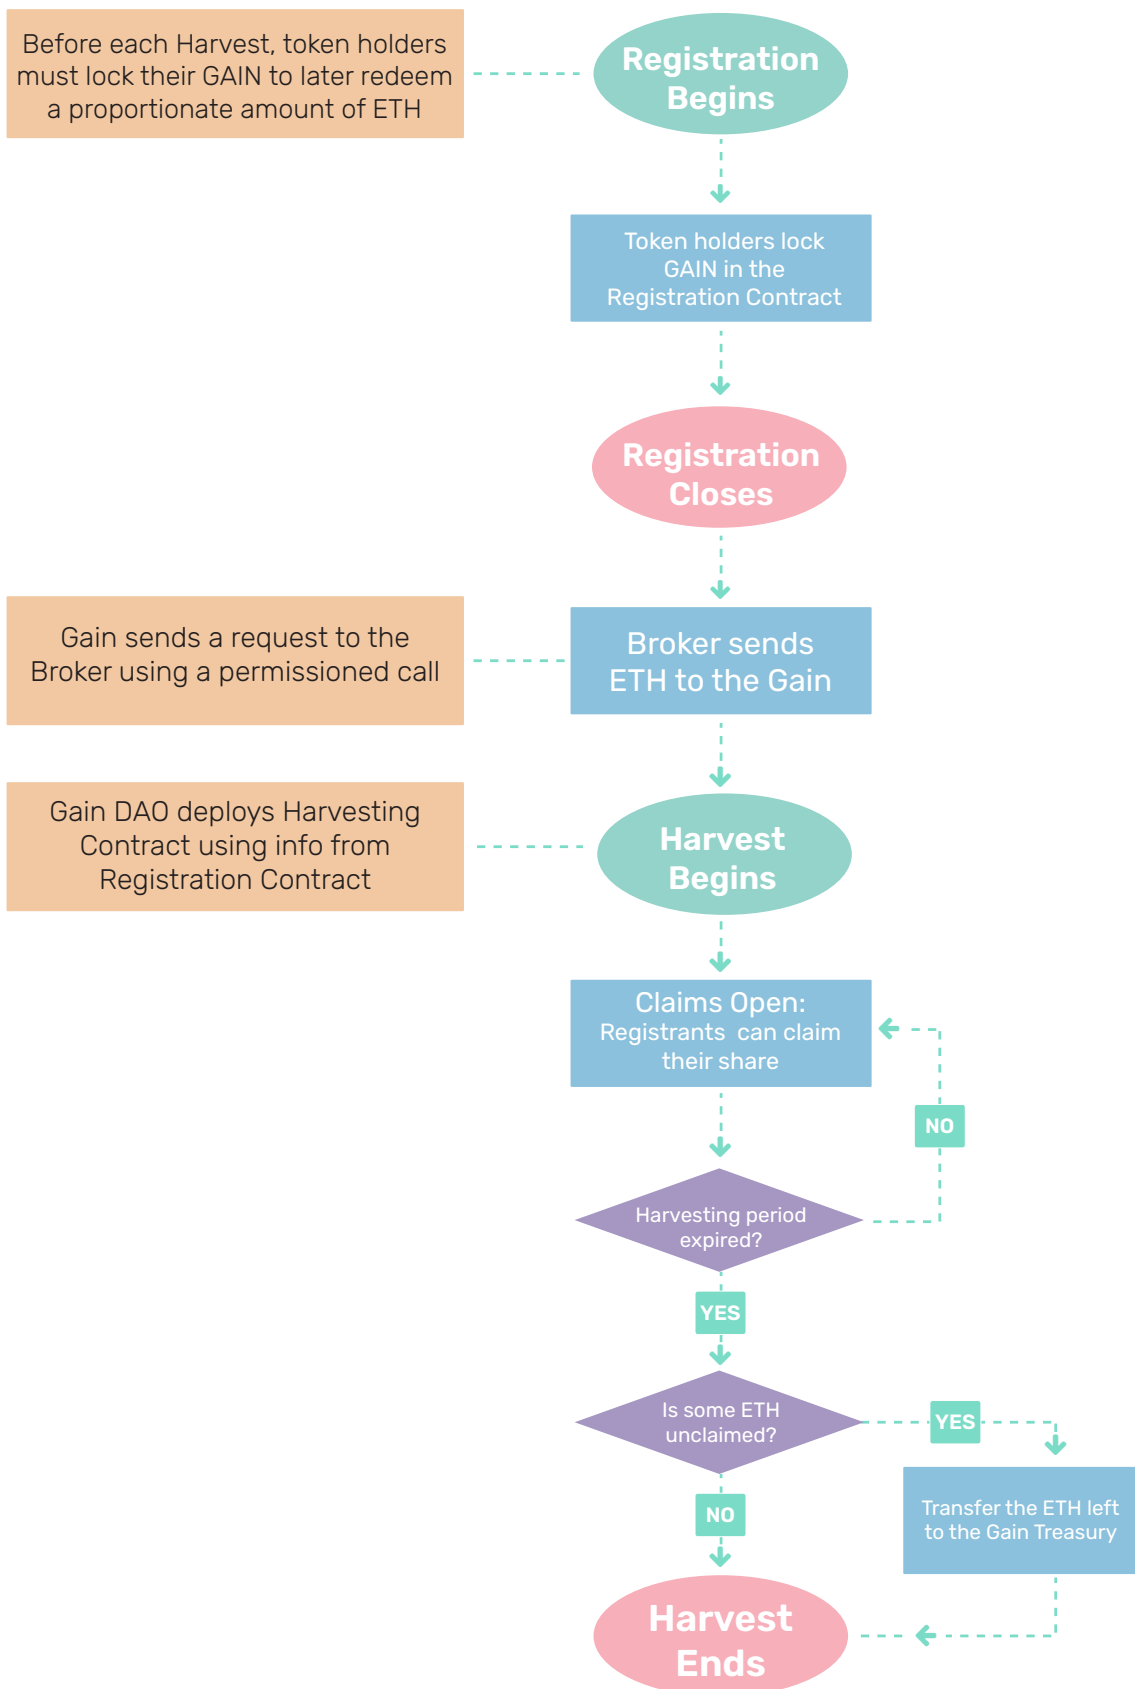 Before each Harvest, token holders
must lock their GAIN to later redeem
a proportionate amount of ETH
Registration
Begins
Token holders lock
GAIN in the
Registration Contract
Registration
Closes
Gain sends a request to the
Broker using a permissioned call
Broker sends
ETH to the Gain
Gain DAO deploys Harvesting
Contract using info from
Registration Contract
Harvest
Begins
Claims Open:
Registrants can claim
their share
NO
Harvesting period
expired?
YES
Is some ETH
unclaimed?
YES
Transfer the ETH left
to the Gain Treasury
NO
Harvest
Ends